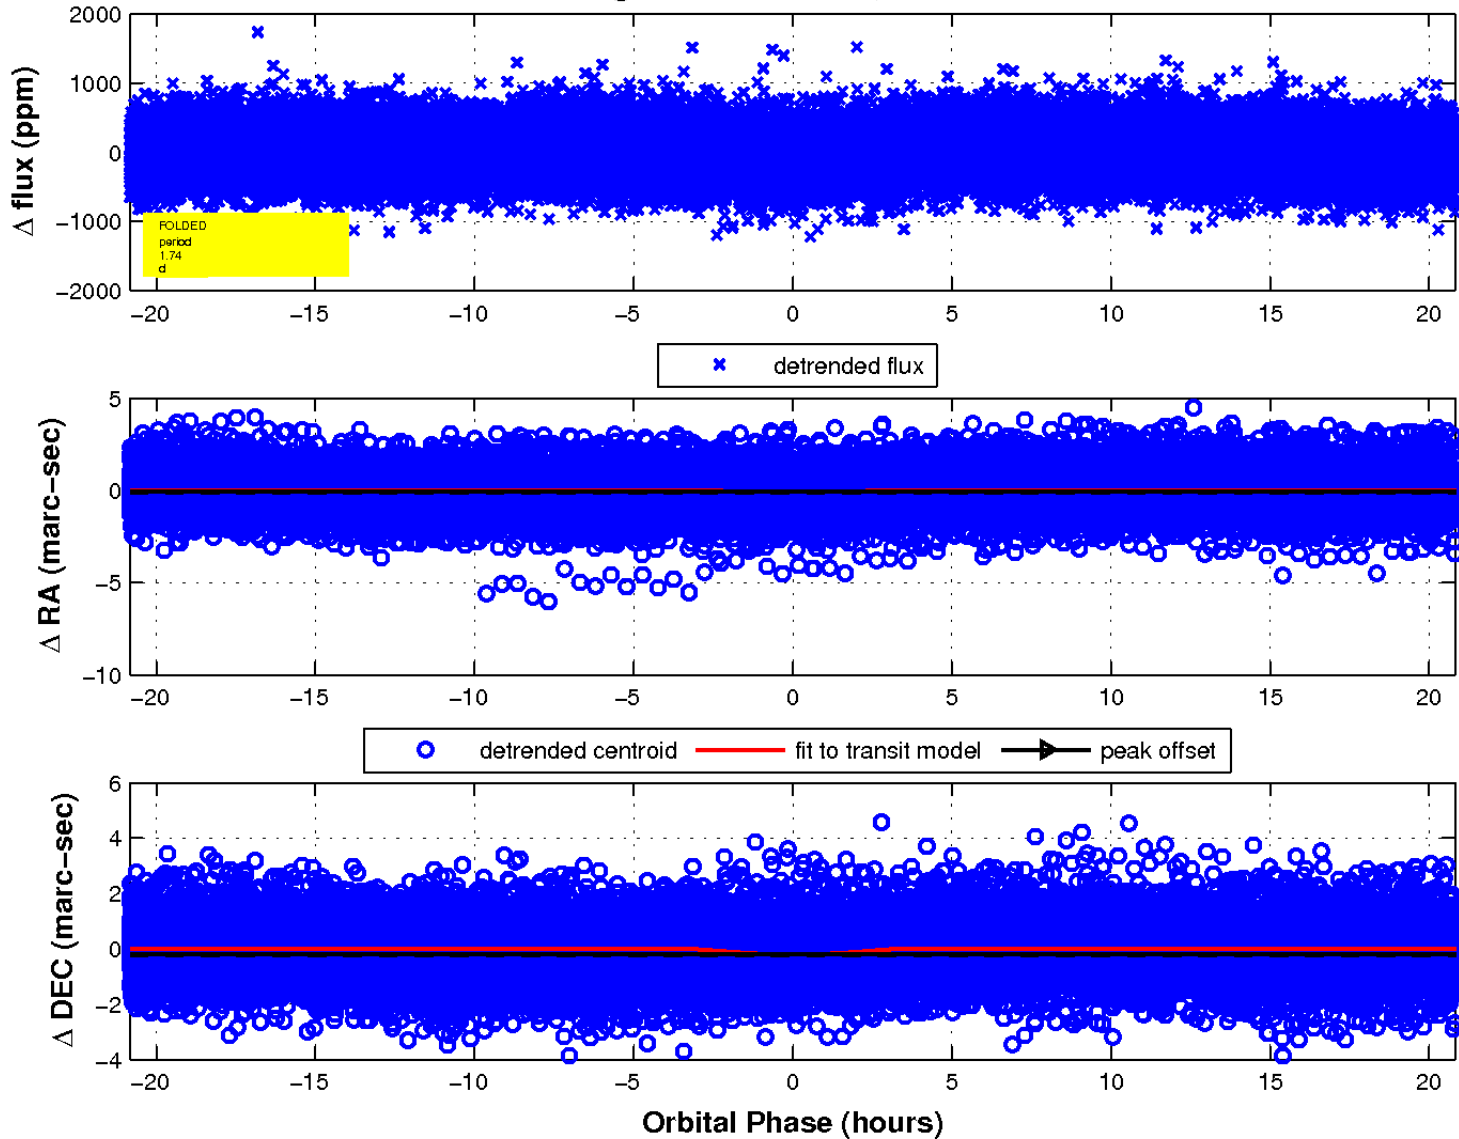 2000
1000
0
−1000
−2000
Δ flux (ppm)
FOLDED
period
1.74
d
−20 −15 −10 −5 0 5 10 15 20
detrended flux
5
0
−5
−10
Δ RA (marc−sec)
−20 −15 −10 −5 0 5 10 15 20
detrended centroid fit to transit model peak offset
6
4
2
0
−2
−4
Δ DEC (marc−sec)
−20 −15 −10 −5 0 5 10 15 20
Orbital Phase (hours)